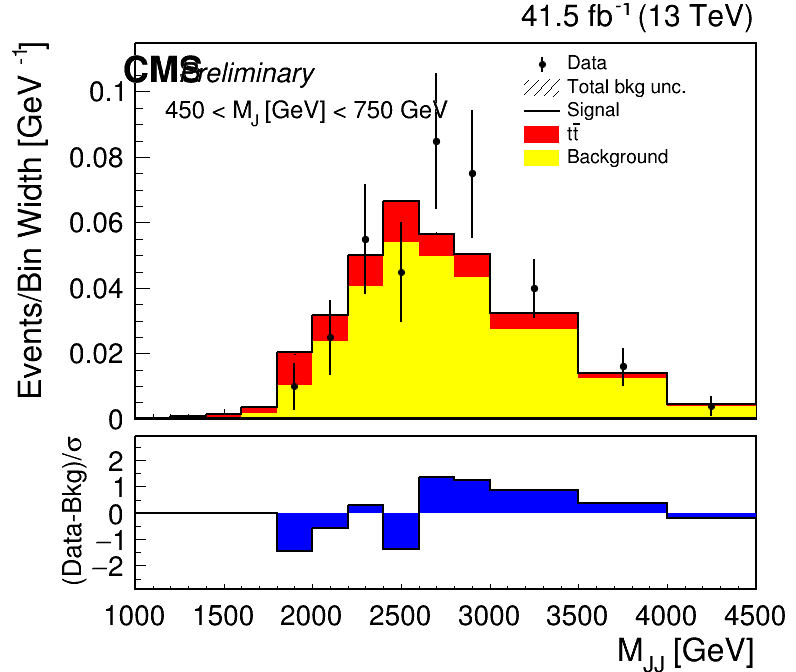 41.5 fb-1 (13 TeV)
CMS Preliminary
450 < MJ [GeV] < 750 GeV
Data
Total bkg unc.
Signal
tt̄
Background
Events/Bin Width [GeV-1]
0.1
0.08
0.06
0.04
0.02
0
(Data-Bkg)/σ
2
1
0
−1
−2
1000 1500 2000 2500 3000 3500 4000 4500
MJJ [GeV]